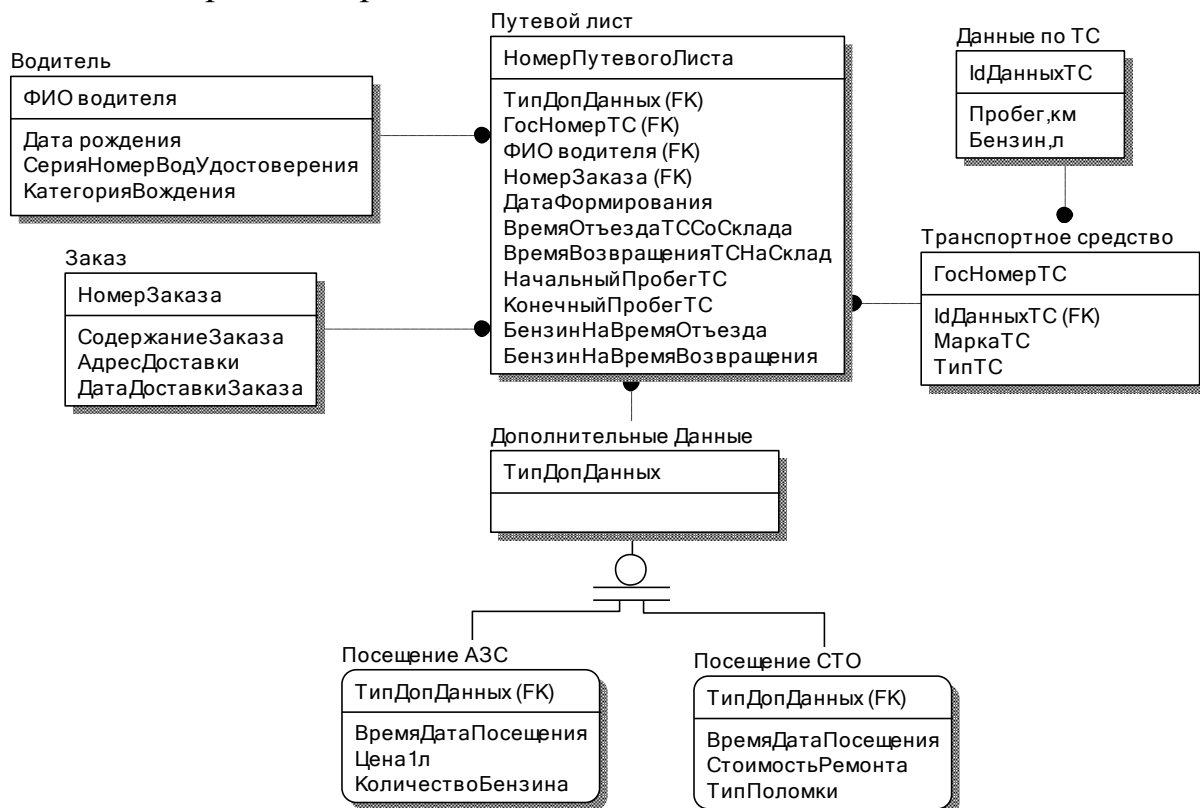 Путевой лист
НомерПутевогоЛиста
ТипДопДанных (FK)
ГосНомерТС (FK)
ФИО водителя (FK)
НомерЗаказа (FK)
ДатаФормирования
ВремяОтъездаТССоСклада
ВремяВозвращенияТСНаСклад
НачальныйПробегТС
КонечныйПробегТС
БензинНаВремяОтъезда
БензинНаВремяВозвращения
Водитель
ФИО водителя
Дата рождения
СерияНомерВодУдостоверения
КатегорияВождения
Данные по ТС
IdДанныхТС
Пробег,км
Бензин,л
Заказ
НомерЗаказа
СодержаниеЗаказа
АдресДоставки
ДатаДоставкиЗаказа
Транспортное средство
ГосНомерТС
IdДанныхТС (FK)
МаркаТС
ТипТС
Дополнительные Данные
ТипДопДанных
Посещение АЗС
ТипДопДанных (FK)
ВремяДатаПосещения
Цена1л
КоличествоБензина
Посещение СТО
ТипДопДанных (FK)
ВремяДатаПосещения
СтоимостьРемонта
ТипПоломки